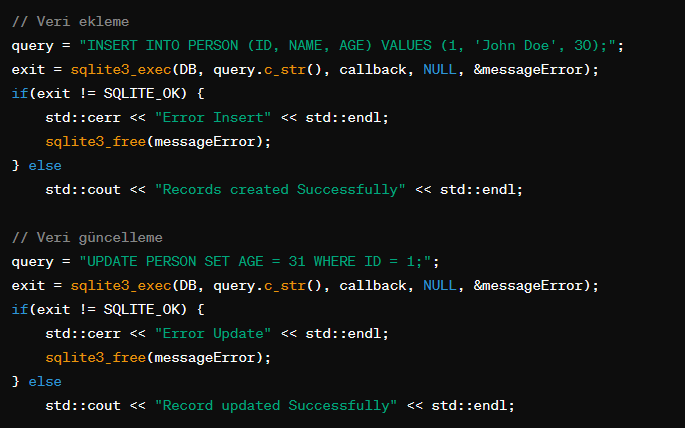 // Veri ekleme
query = "INSERT INTO PERSON (ID, NAME, AGE) VALUES (1, 'John Doe', 30);";
exit = sqlite3_exec(DB, query.c_str(), callback, NULL, &messageError);
if(exit != SQLITE_OK) {
    std::cerr << "Error Insert" << std::endl;
    sqlite3_free(messageError);
} else
    std::cout << "Records created Successfully" << std::endl;

// Veri güncelleme
query = "UPDATE PERSON SET AGE = 31 WHERE ID = 1;";
exit = sqlite3_exec(DB, query.c_str(), callback, NULL, &messageError);
if(exit != SQLITE_OK) {
    std::cerr << "Error Update" << std::endl;
    sqlite3_free(messageError);
} else
    std::cout << "Record updated Successfully" << std::endl;